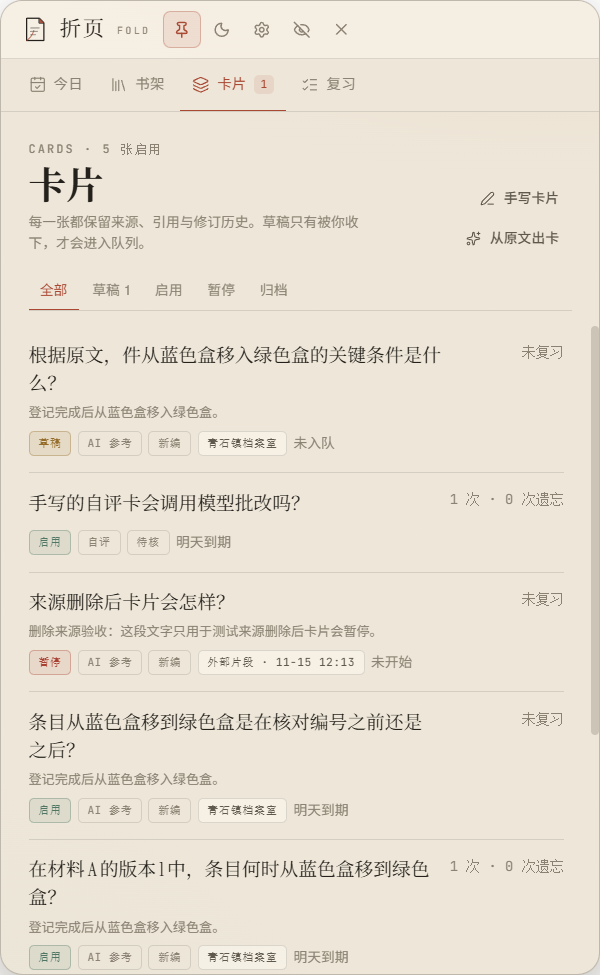 折页 FOLD
今日 书架 卡片 1 复习
CARDS · 5 张启用
卡片
每一张都保留来源、引用与修订历史。草稿只有被你收
下，才会进入队列。
手写卡片
从原文出卡
全部 草稿 1 启用 暂停 归档
根据原文，件从蓝色盒移入绿色盒的关键条件是什
么？
未复习
登记完成后从蓝色盒移入绿色盒。
草稿 AI 参考 新编 青石镇档案室 未入队
手写的自评卡会调用模型批改吗？
1 次 · 0 次遗忘
启用 自评 待核 明天到期
来源删除后卡片会怎样？
未复习
删除来源验收：这段文字只用于测试来源删除后卡片会暂停。
暂停 AI 参考 新编 外部片段 · 11-15 12:13 未开始
条目从蓝色盒移到绿色盒是在核对编号之前还是
之后？
未复习
登记完成后从蓝色盒移入绿色盒。
启用 AI 参考 新编 青石镇档案室 明天到期
在材料A的版本1中，条目何时从蓝色盒移到绿色
盒？
1 次 · 0 次遗忘
登记完成后从蓝色盒移入绿色盒。
启用 AI 参考 新编 青石镇档案室 明天到期